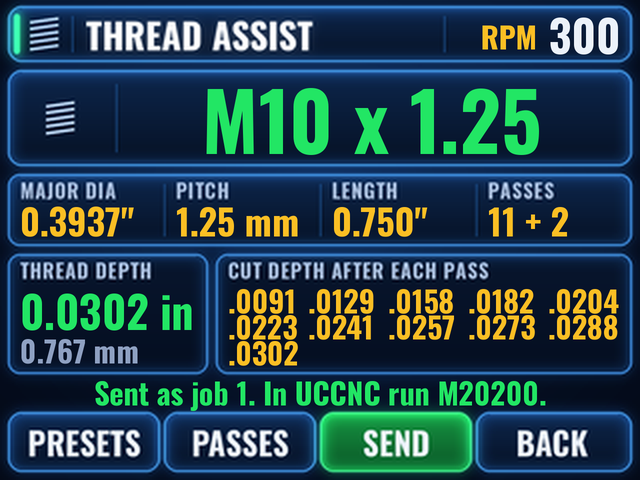 THREAD ASSIST RPM 300
M10 x 1.25
MAJOR DIA PITCH LENGTH PASSES
0.3937" 1.25 mm 0.750" 11 + 2
THREAD DEPTH CUT DEPTH AFTER EACH PASS
0.0302 in
0.767 mm
.0091 .0129 .0158 .0182 .0204
.0223 .0241 .0257 .0273 .0288
.0302
Sent as job 1. In UCCNC run M20200.
PRESETS PASSES SEND BACK